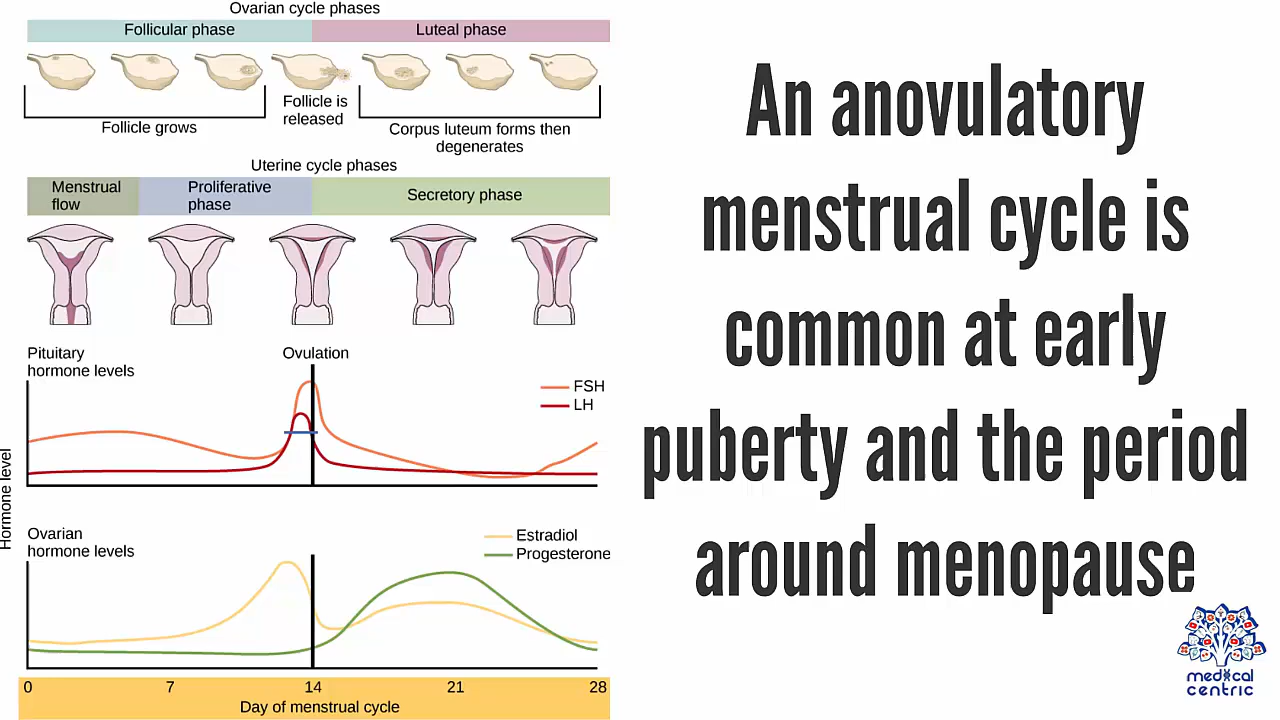 Ovarian cycle phases
Follicular phase
Luteal phase
Follicle grows
Follicle is
released
Corpus luteum forms then
degenerates
Uterine cycle phases
Menstrual
flow
Proliferative
phase
Secretory phase
Pituitary
hormone levels
Ovulation
FSH
LH
Hormone level
Ovarian
hormone levels
Estradiol
Progesterone
0 7 14 21 28
Day of menstrual cycle
An anovulatory
menstrual cycle is
common at early
puberty and the period
around menopause
medical
centric